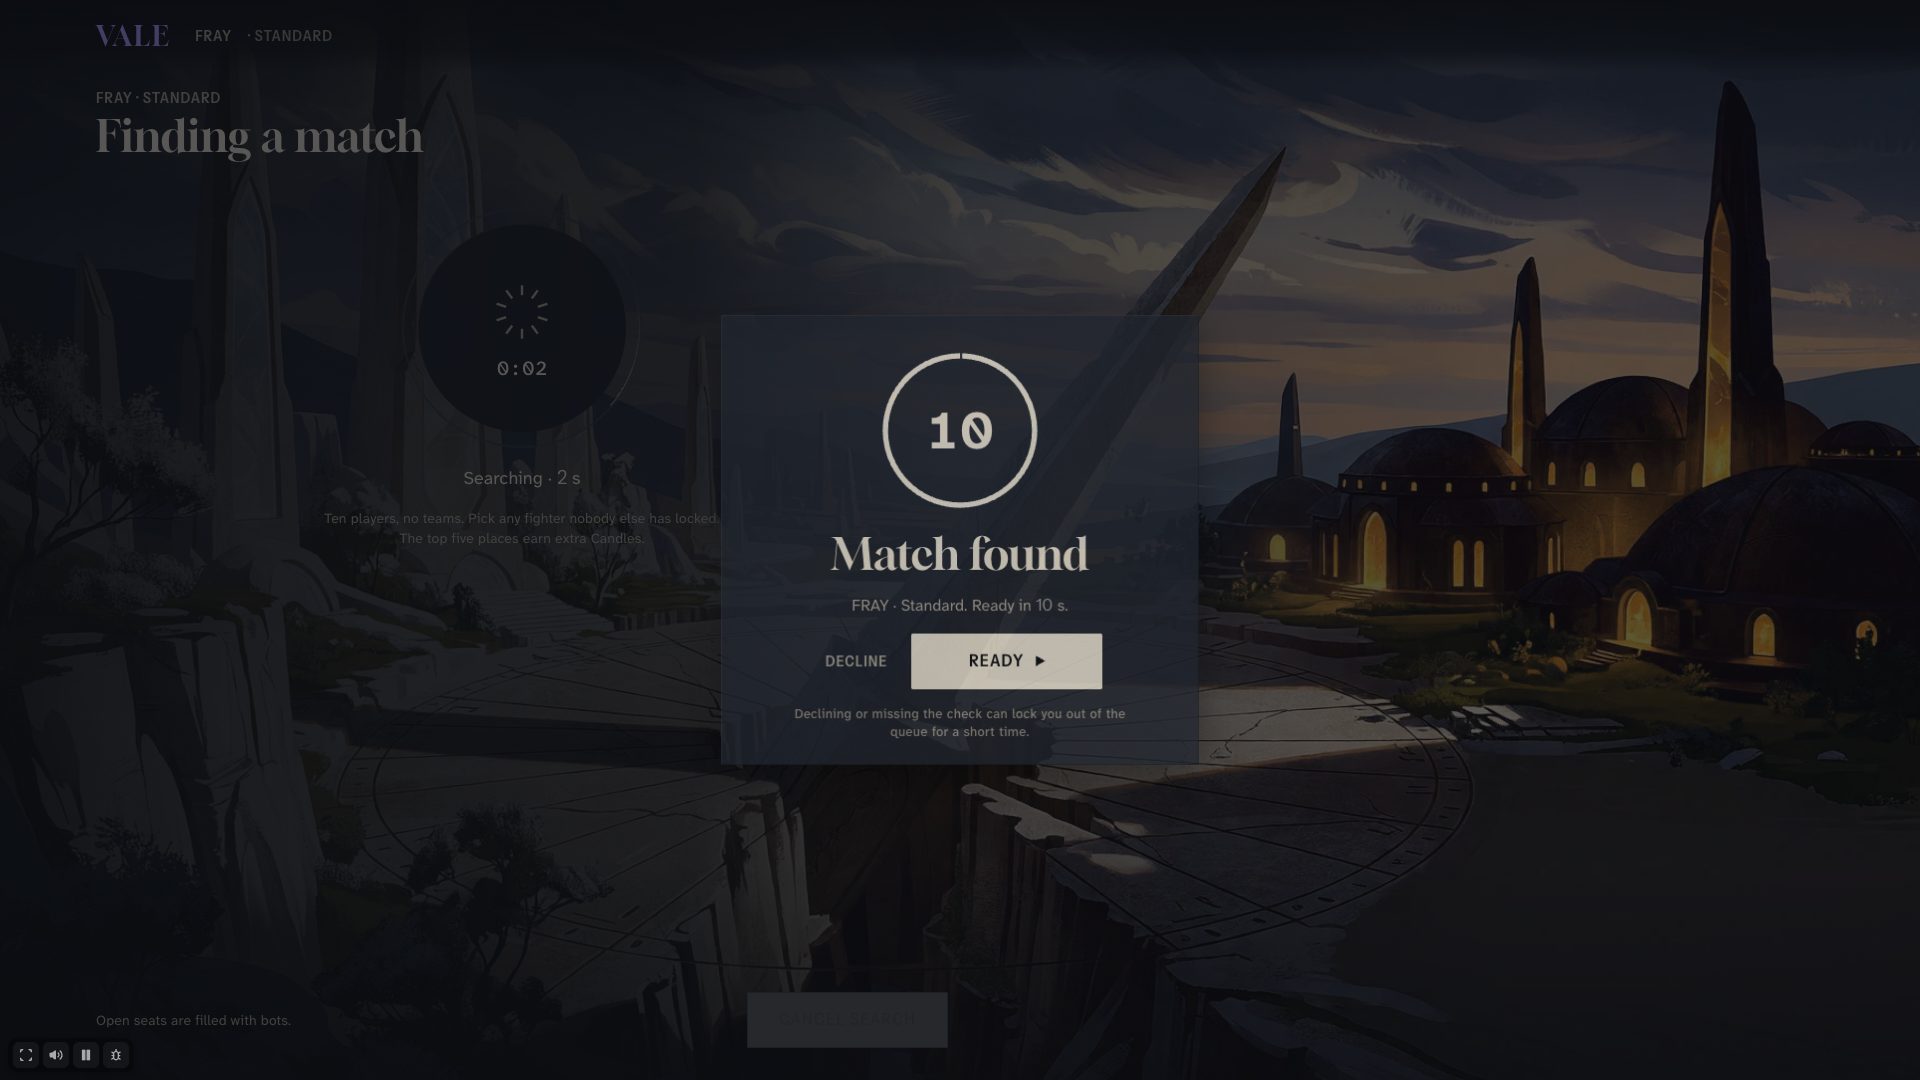 VALE FRAY · STANDARD
FRAY · STANDARD
Finding a match
0:02
Searching · 2 s
Ten players, no teams. Pick any fighter nobody else has locked.
The top five places earn extra Candles.
10
Match found
FRAY · Standard. Ready in 10 s.
DECLINE READY
Declining or missing the check can lock you out of the
queue for a short time.
CANCEL SEARCH
Open seats are filled with bots.